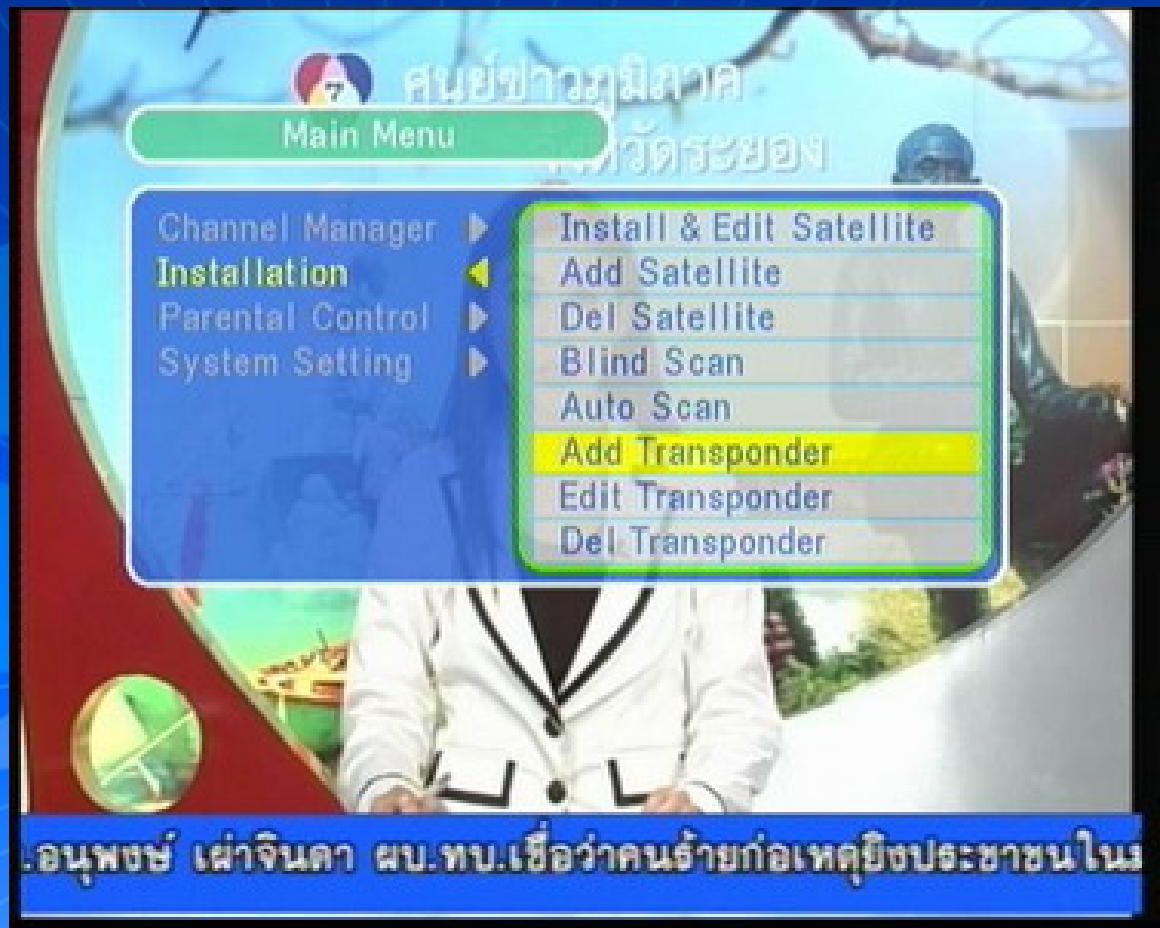 7 ศูนย์ข่าวภูมิภาค
จังหวัดระยอง
Main Menu
Channel Manager
Installation
Parental Control
System Setting
Install & Edit Satellite
Add Satellite
Del Satellite
Blind Scan
Auto Scan
Add Transponder
Edit Transponder
Del Transponder
.อนุพงษ์ เผ่าจินดา ผบ.ทบ.เชื่อว่าคนร้ายก่อเหตุยิงประชาชนใน